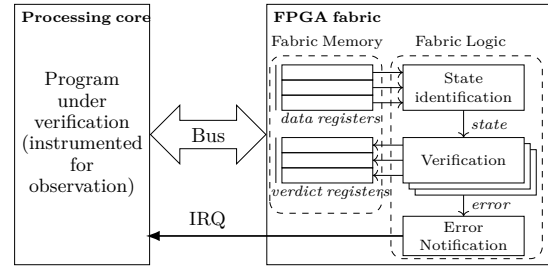 Processing core
FPGA fabric
Fabric Memory
Fabric Logic
Program
under
verification
(instrumented
for
observation)
Bus
data registers
State
identification
state
Verification
verdict registers
error
IRQ
Error
Notification